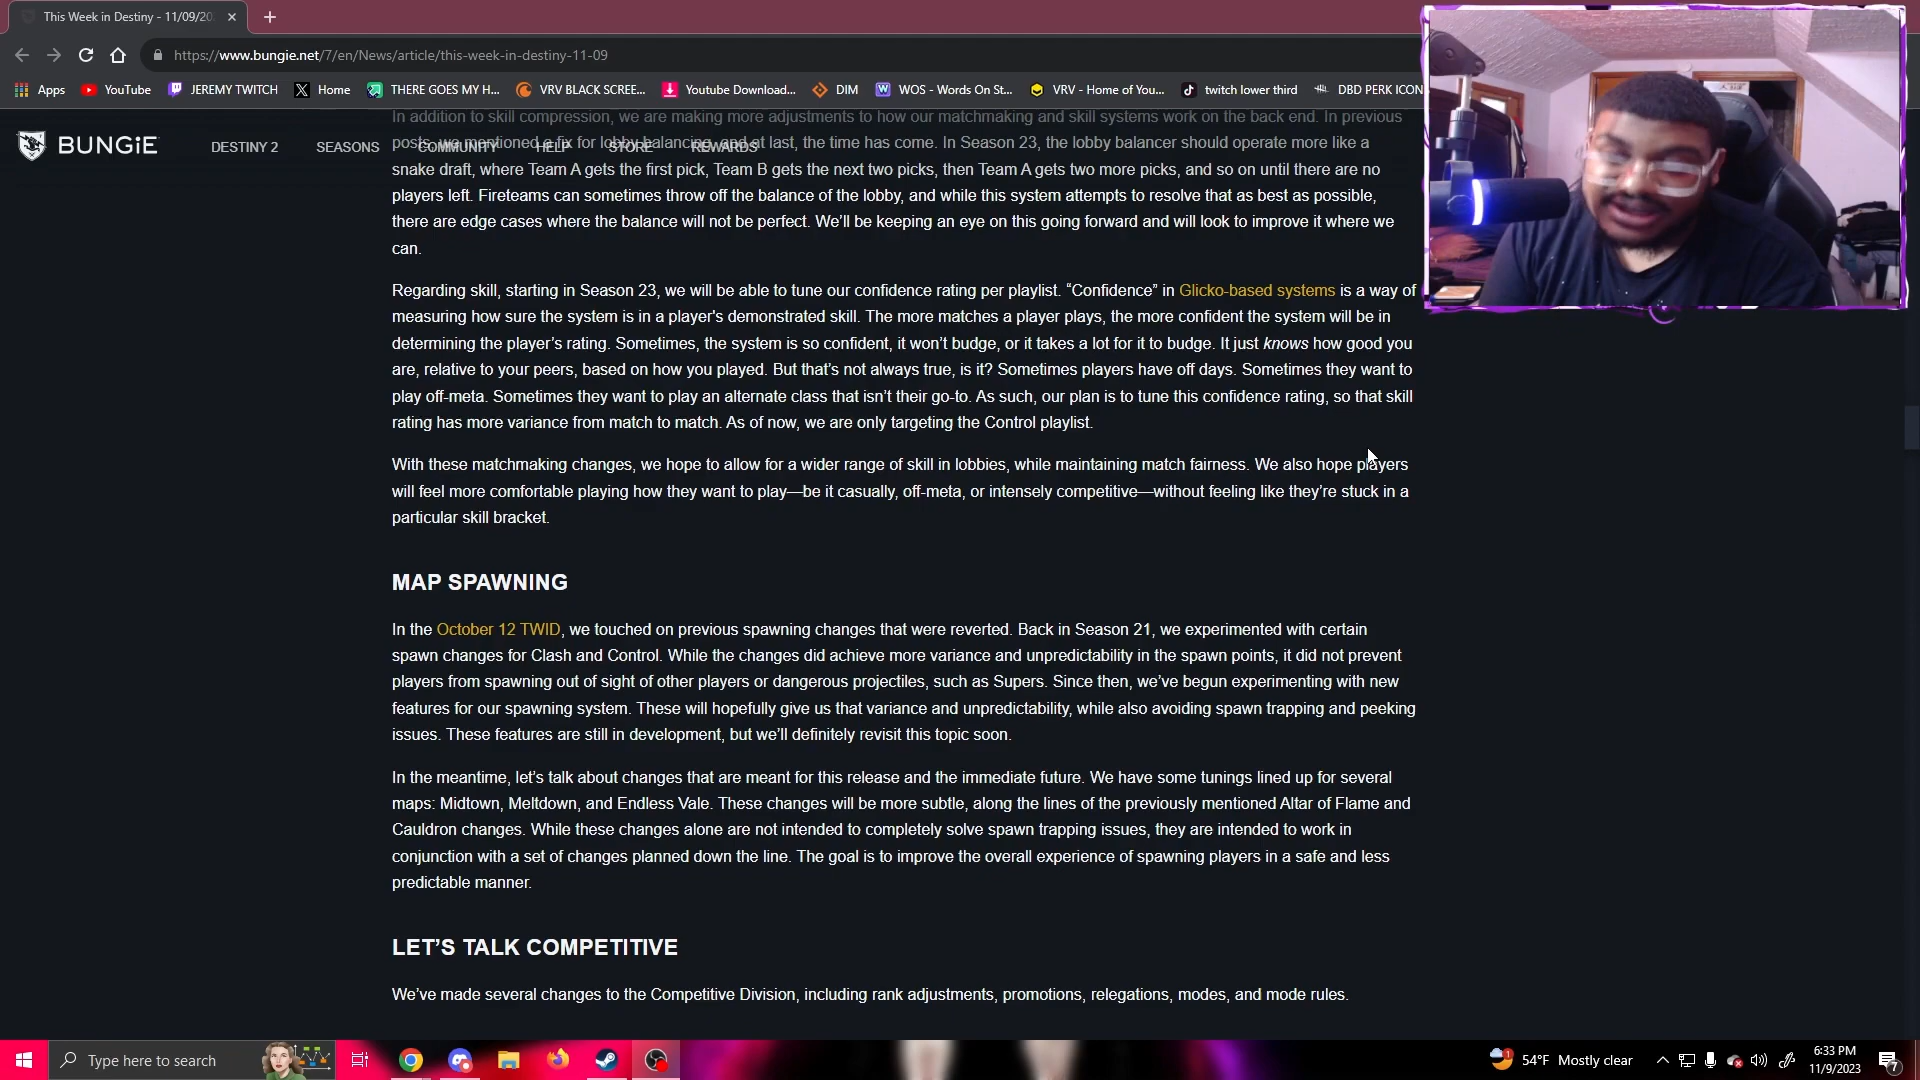 This Week in Destiny - 11/09/20
https://www.bungie.net/7/en/News/article/this-week-in-destiny-11-09
Apps YouTube JEREMY TWITCH Home THERE GOES MY H... VRV BLACK SCREE... Youtube Download... DIM WOS - Words On St... VRV - Home of You... twitch lower third DBD PERK ICON
BUNGiE DESTINY 2 SEASONS COMMUNITY HELP STORE REWARDS
In addition to skill compression, we are making more adjustments to how our matchmaking and skill systems work on the back end. In previous
posts, we mentioned a fix for lobby balancing, and at last, the time has come. In Season 23, the lobby balancer should operate more like a
snake draft, where Team A gets the first pick, Team B gets the next two picks, then Team A gets two more picks, and so on until there are no
players left. Fireteams can sometimes throw off the balance of the lobby, and while this system attempts to resolve that as best as possible,
there are edge cases where the balance will not be perfect. We'll be keeping an eye on this going forward and will look to improve it where we
can.
Regarding skill, starting in Season 23, we will be able to tune our confidence rating per playlist. “Confidence” in Glicko-based systems is a way of
measuring how sure the system is in a player's demonstrated skill. The more matches a player plays, the more confident the system will be in
determining the player’s rating. Sometimes, the system is so confident, it won’t budge, or it takes a lot for it to budge. It just knows how good you
are, relative to your peers, based on how you played. But that’s not always true, is it? Sometimes players have off days. Sometimes they want to
play off-meta. Sometimes they want to play an alternate class that isn’t their go-to. As such, our plan is to tune this confidence rating, so that skill
rating has more variance from match to match. As of now, we are only targeting the Control playlist.
With these matchmaking changes, we hope to allow for a wider range of skill in lobbies, while maintaining match fairness. We also hope players
will feel more comfortable playing how they want to play—be it casually, off-meta, or intensely competitive—without feeling like they’re stuck in a
particular skill bracket.
MAP SPAWNING
In the October 12 TWID, we touched on previous spawning changes that were reverted. Back in Season 21, we experimented with certain
spawn changes for Clash and Control. While the changes did achieve more variance and unpredictability in the spawn points, it did not prevent
players from spawning out of sight of other players or dangerous projectiles, such as Supers. Since then, we’ve begun experimenting with new
features for our spawning system. These will hopefully give us that variance and unpredictability, while also avoiding spawn trapping and peeking
issues. These features are still in development, but we’ll definitely revisit this topic soon.
In the meantime, let’s talk about changes that are meant for this release and the immediate future. We have some tunings lined up for several
maps: Midtown, Meltdown, and Endless Vale. These changes will be more subtle, along the lines of the previously mentioned Altar of Flame and
Cauldron changes. While these changes alone are not intended to completely solve spawn trapping issues, they are intended to work in
conjunction with a set of changes planned down the line. The goal is to improve the overall experience of spawning players in a safe and less
predictable manner.
LET’S TALK COMPETITIVE
We’ve made several changes to the Competitive Division, including rank adjustments, promotions, relegations, modes, and mode rules.
Type here to search
54°F Mostly clear
6:33 PM
11/9/2023
7